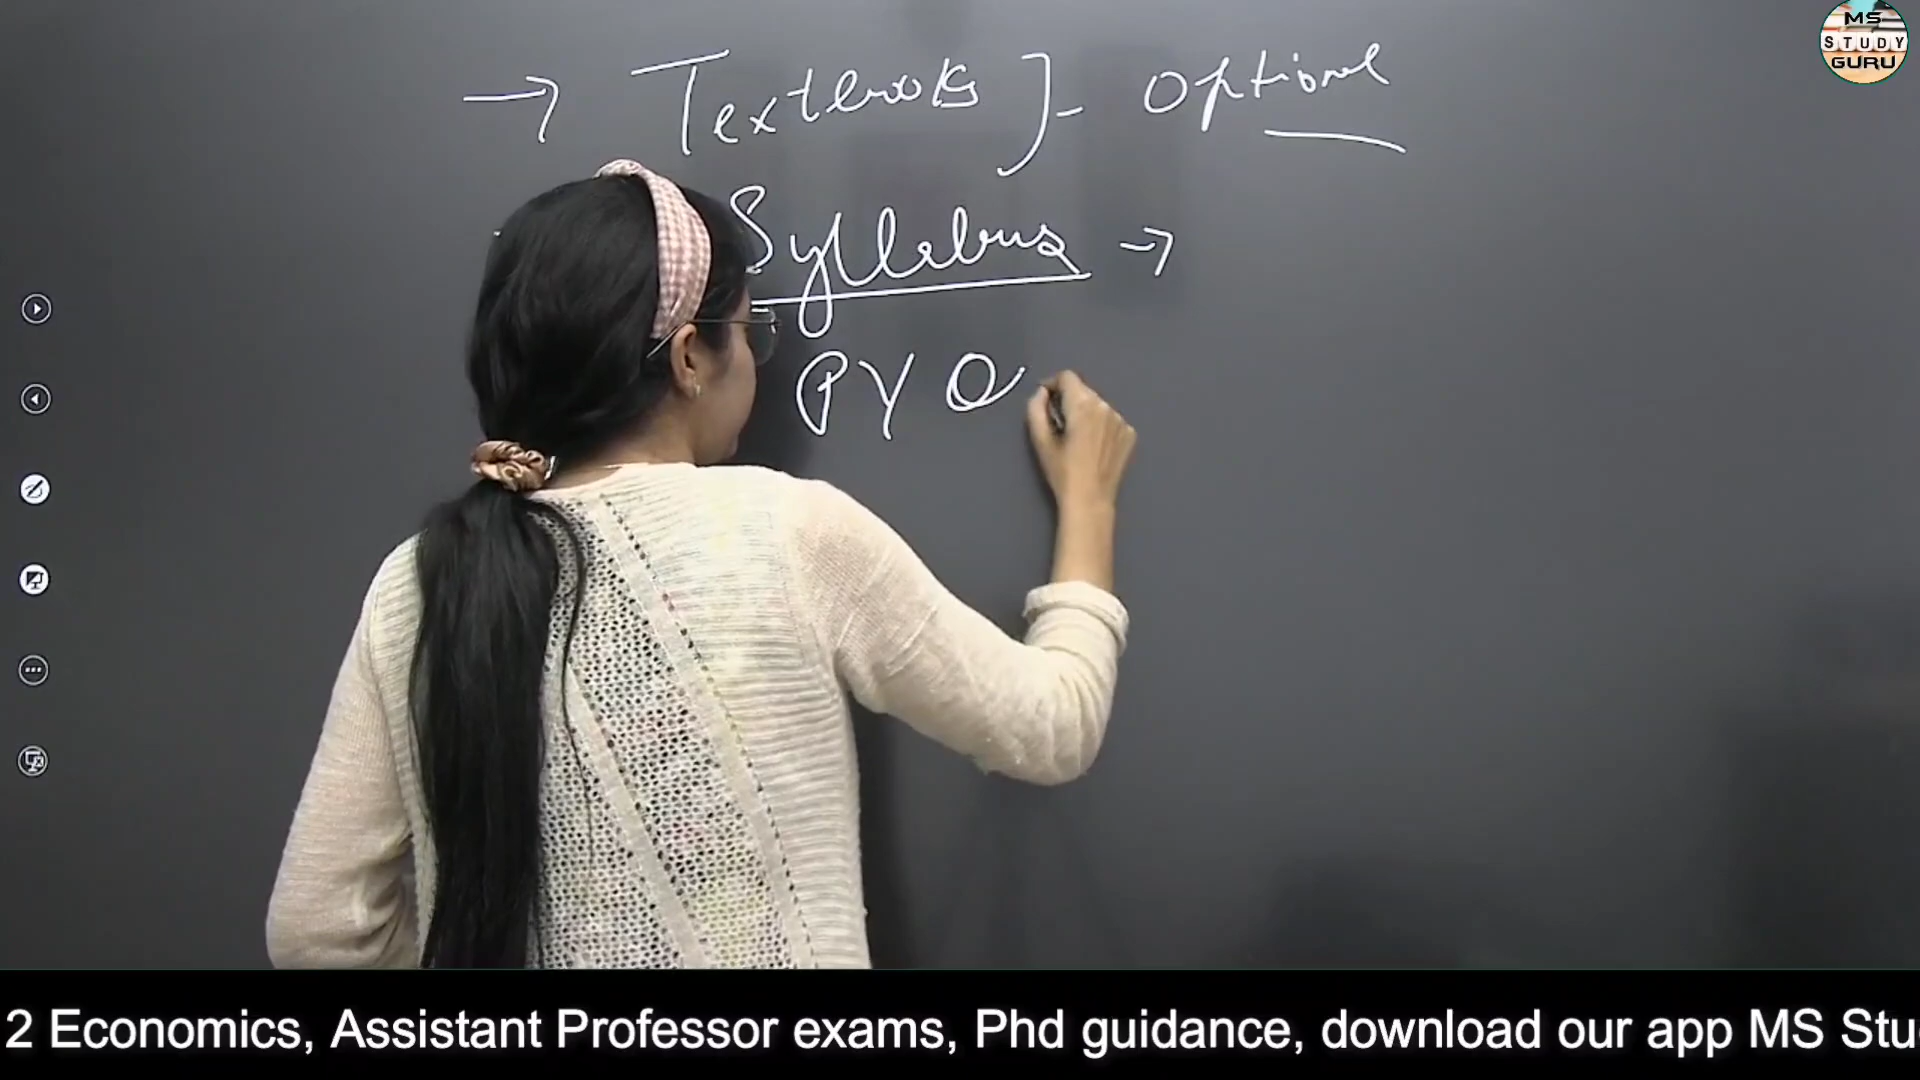 MS
STUDY
GURU
→ Textbooks ] - optional
Syllabus →
PYQ
2 Economics, Assistant Professor exams, Phd guidance, download our app MS Stu